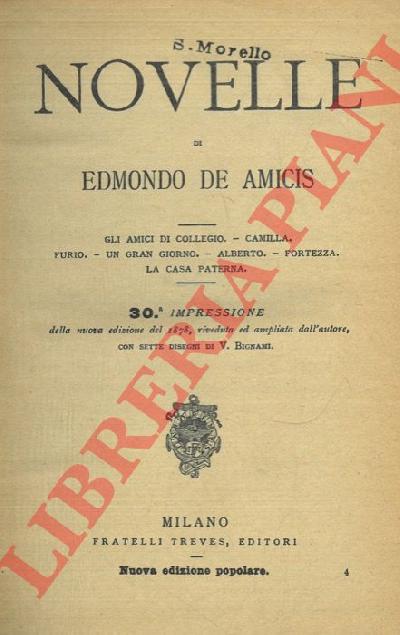 S. Morello
NOVELLE
DI
EDMONDO DE AMICIS
GLI AMICI DI COLLEGIO. - CAMILLA.
FURIO. - UN GRAN GIORNO. - ALBERTO. - FORTEZZA.
LA CASA PATERNA.
30.ª IMPRESSIONE
della nuova edizione del 1878, riveduta ed ampliata dall'autore,
CON SETTE DISEGNI DI V. BIGNAMI.
MILANO
FRATELLI TREVES, EDITORI
Nuova edizione popolare. 4
LIBRERIA PIANI